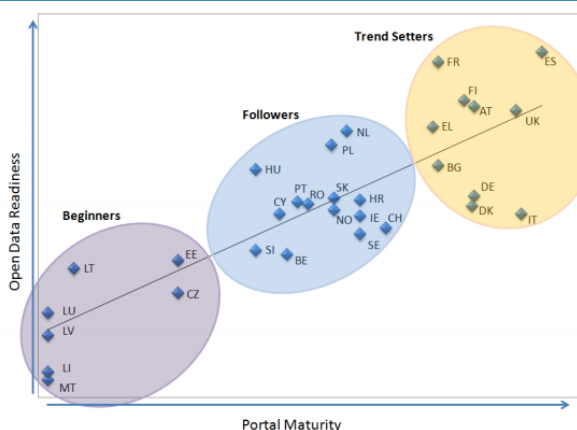 Trend Setters
FR
ES
FI
AT
UK
EL
BG
DE
DK
IT
Followers
NL
PL
HU
PT
RO
SK
HR
CY
NO
IE
CH
SE
SI
BE
Beginners
EE
LT
CZ
LU
LV
LI
MT
Open Data Readiness
Portal Maturity